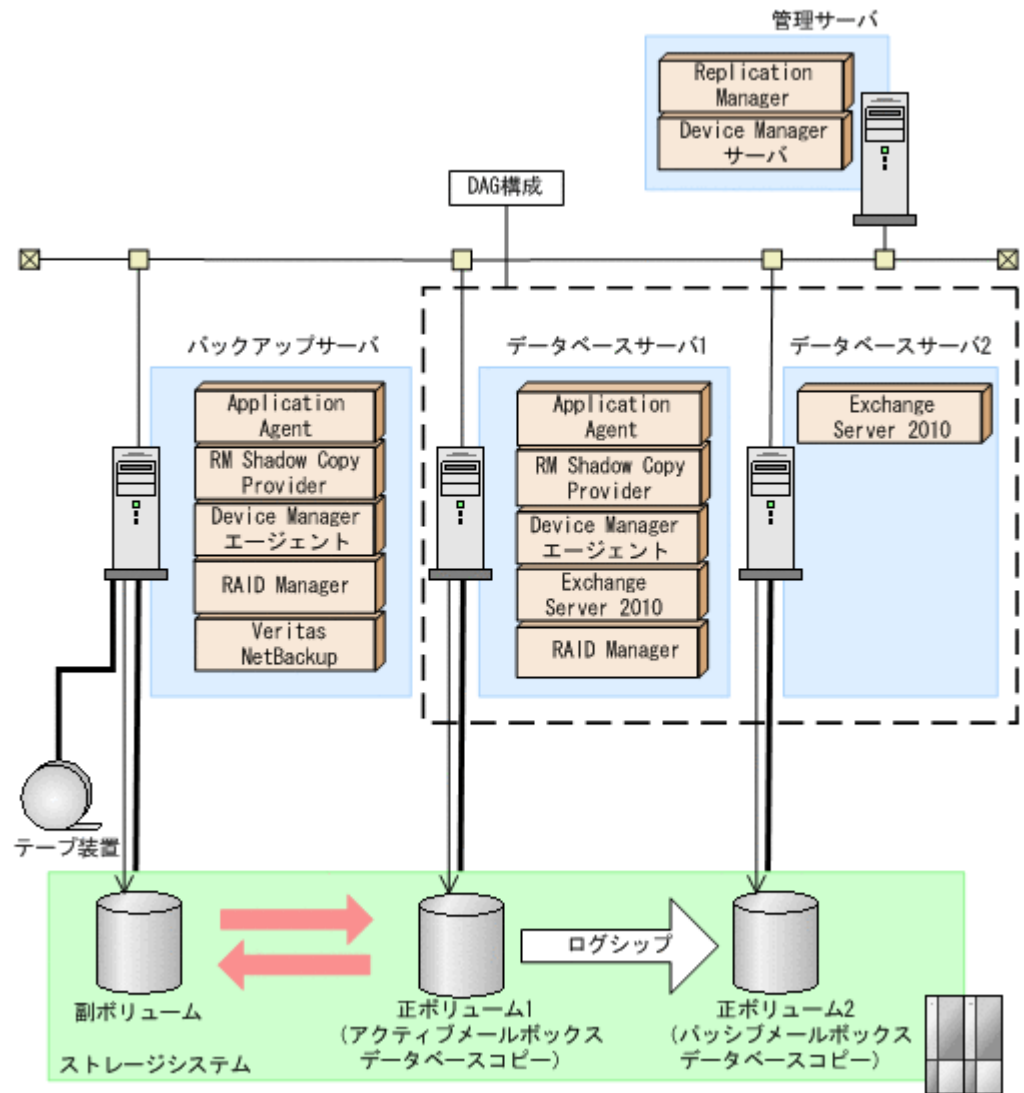 管理サーバ
Replication
Manager
Device Manager
サーバ
DAG構成
バックアップサーバ
Application
Agent
RM Shadow Copy
Provider
Device Manager
エージェント
RAID Manager
Veritas
NetBackup
データベースサーバ1
Application
Agent
RM Shadow Copy
Provider
Device Manager
エージェント
Exchange
Server 2010
RAID Manager
データベースサーバ2
Exchange
Server 2010
テープ装置
副ボリューム
正ボリューム1
(アクティブメールボックス
データベースコピー)
ログシップ
正ボリューム2
(パッシブメールボックス
データベースコピー)
ストレージシステム